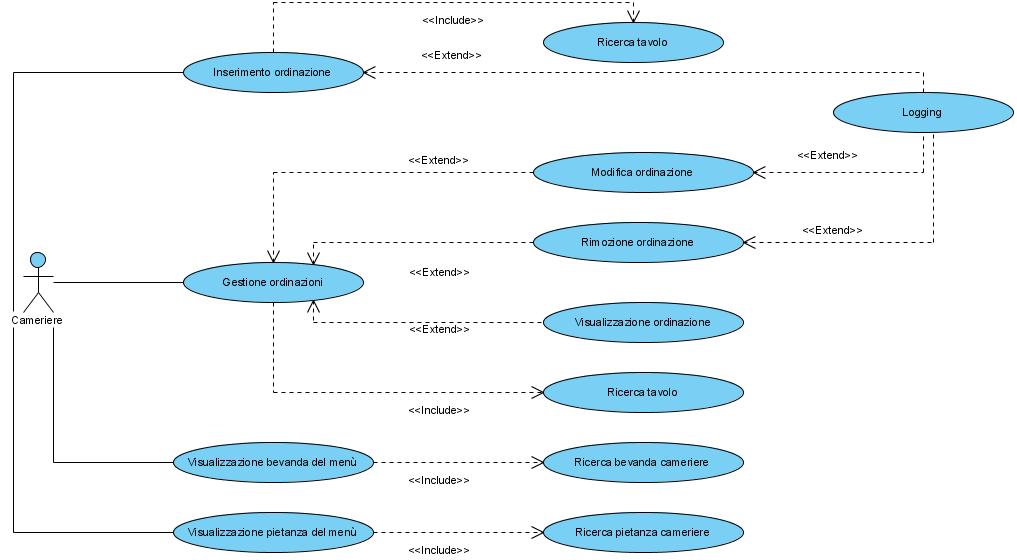 <<Include>>
Ricerca tavolo
<<Extend>>
Inserimento ordinazione
Logging
<<Extend>>
<<Extend>>
Modifica ordinazione
<<Extend>>
Rimozione ordinazione
<<Extend>>
Gestione ordinazioni
Cameriere
Visualizzazione ordinazione
<<Extend>>
Ricerca tavolo
<<Include>>
Visualizzazione bevanda del menù
Ricerca bevanda cameriere
<<Include>>
Visualizzazione pietanza del menù
Ricerca pietanza cameriere
<<Include>>